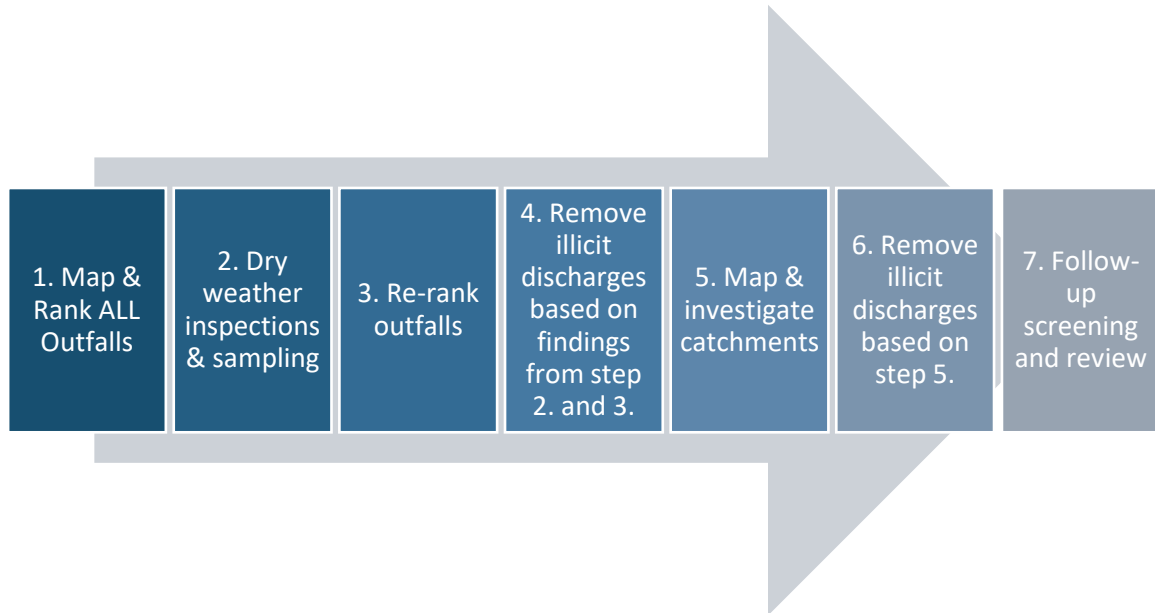 1. Map &
Rank ALL
Outfalls
2. Dry
weather
inspections
& sampling
3. Re-rank
outfalls
4. Remove
illicit
discharges
based on
findings
from step
2. and 3.
5. Map &
investigate
catchments
6. Remove
illicit
discharges
based on
step 5.
7. Follow-
up
screening
and review